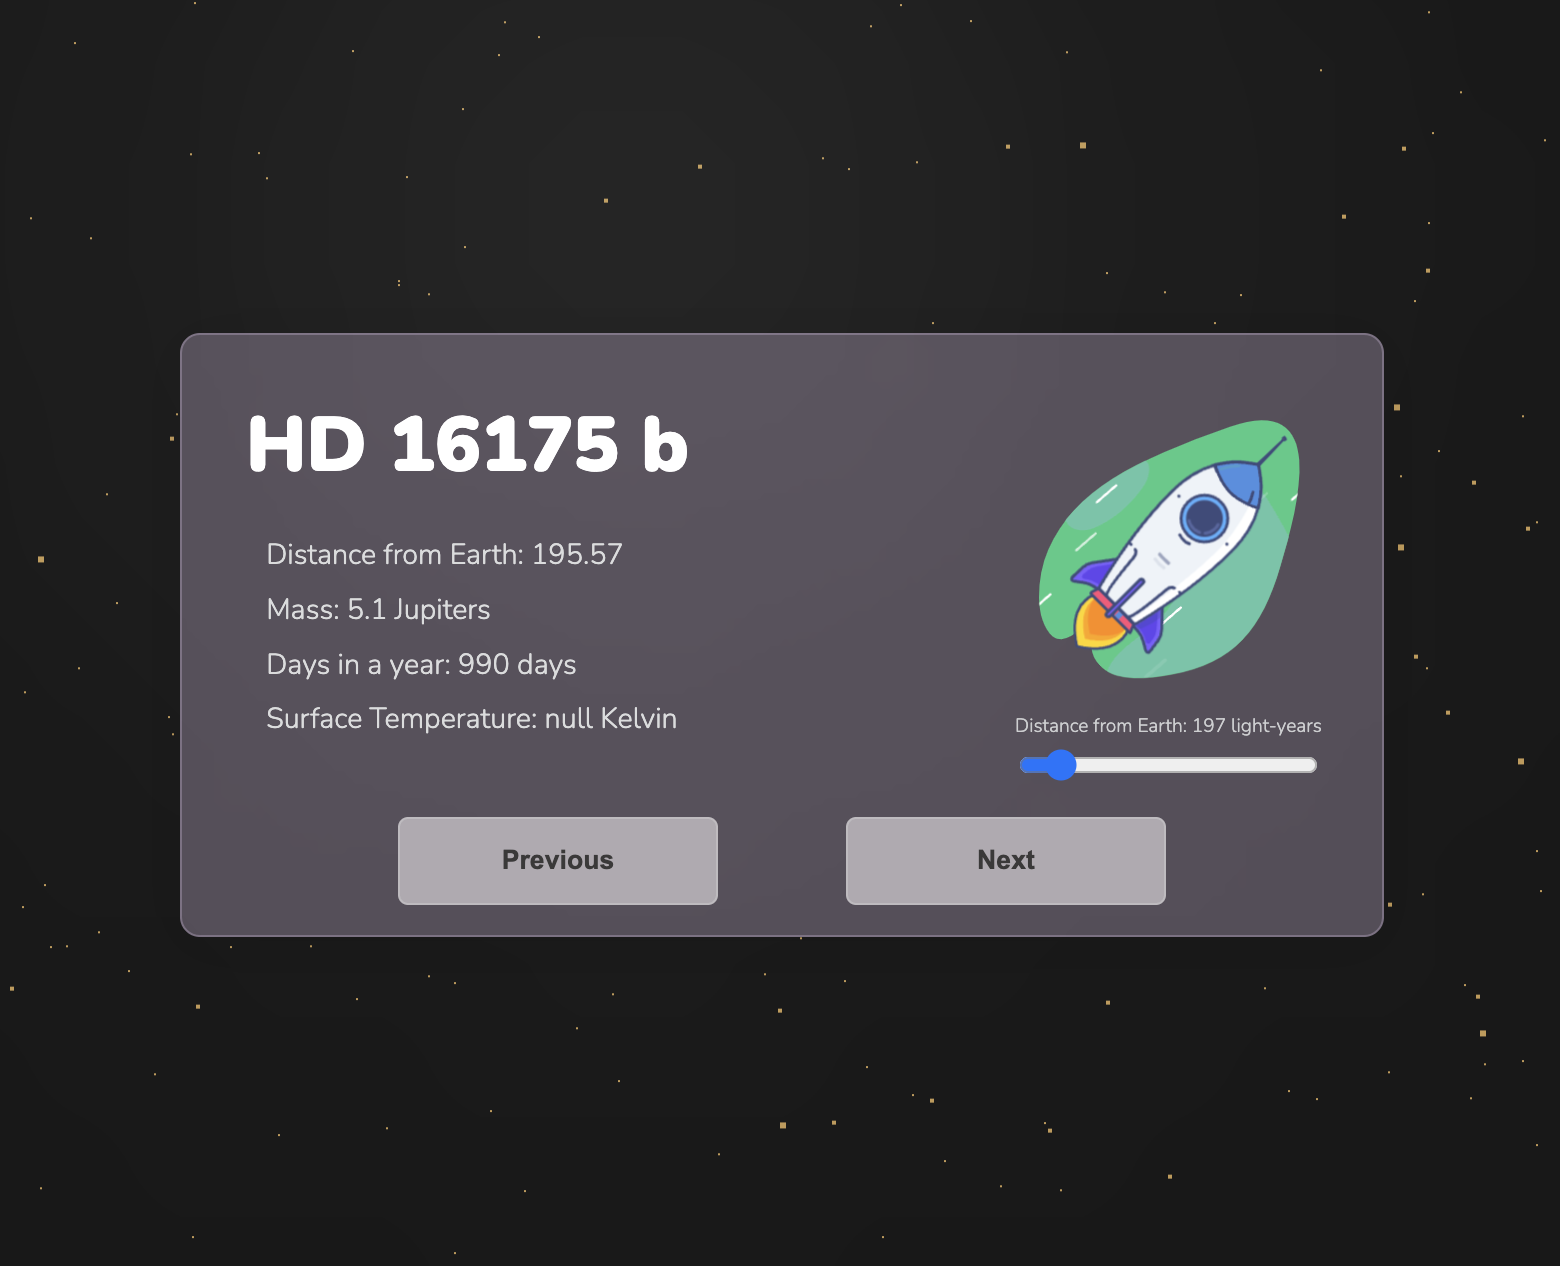 HD 16175 b
Distance from Earth: 195.57
Mass: 5.1 Jupiters
Days in a year: 990 days
Surface Temperature: null Kelvin
Distance from Earth: 197 light-years
Previous
Next